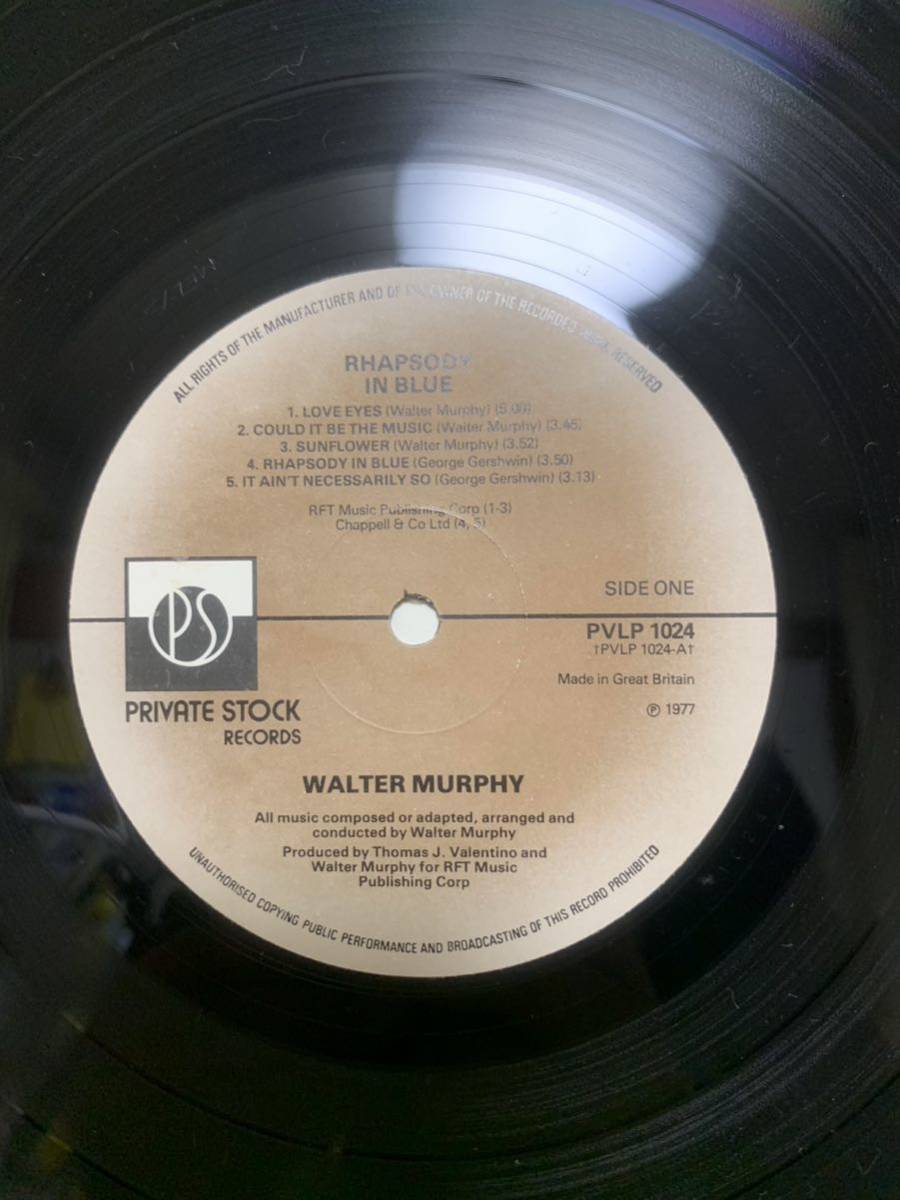 ALL RIGHTS OF THE MANUFACTURER AND OF THE OWNER OF THE RECORDED WORK RESERVED
RHAPSODY
IN BLUE
1. LOVE EYES (Walter Murphy)
2. COULD IT BE THE MUSIC (Walter Murphy) (3.45)
3. SUNFLOWER (Walter Murphy) (3.52)
4. RHAPSODY IN BLUE (George Gershwin) (3.50)
5. IT AIN'T NECESSARILY SO (George Gershwin) (3.13)
RFT Music Publishing Corp (1-3)
Chappell & Co Ltd (4, 5)
SIDE ONE
PS
PVLP 1024
†PVLP 1024-A†
Made in Great Britain
℗ 1977
PRIVATE STOCK
RECORDS
WALTER MURPHY
All music composed or adapted, arranged and
conducted by Walter Murphy
Produced by Thomas J. Valentino and
Walter Murphy for RFT Music
Publishing Corp
UNAUTHORISED COPYING PUBLIC PERFORMANCE AND BROADCASTING OF THIS RECORD PROHIBITED